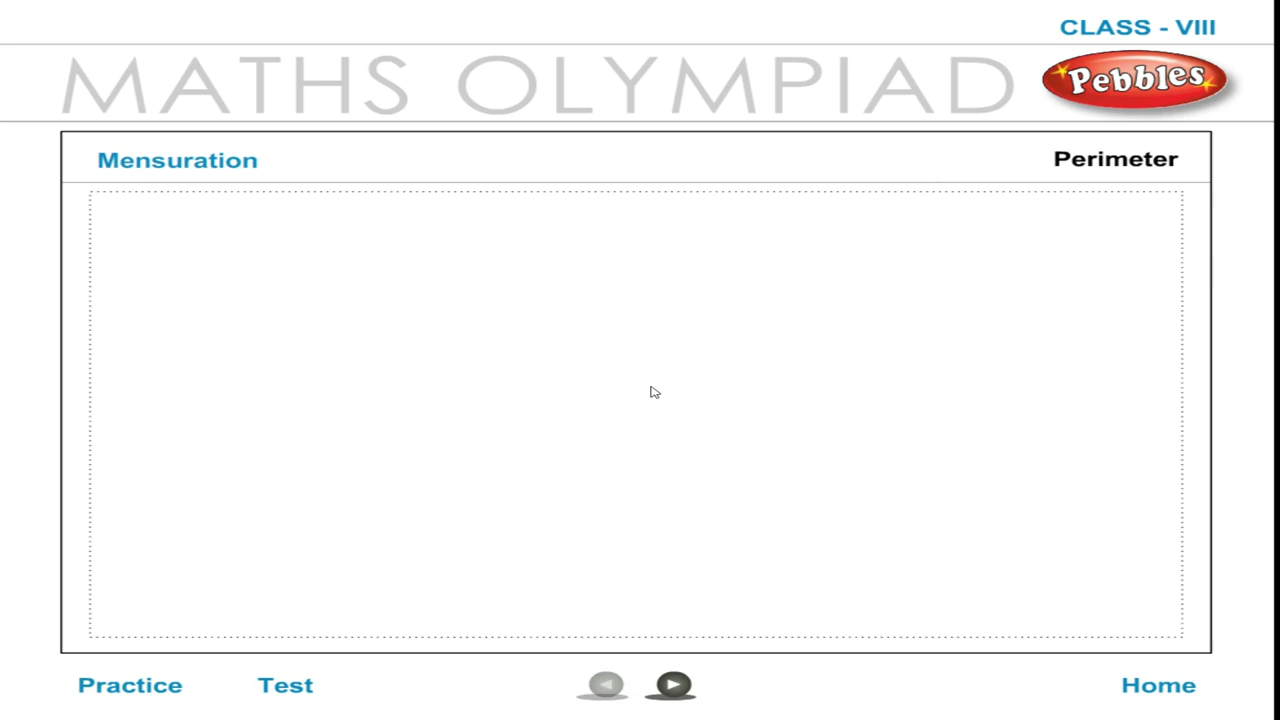 CLASS - VIII
MATHS OLYMPIAD
Pebbles
Mensuration
Perimeter
Practice
Test
Home